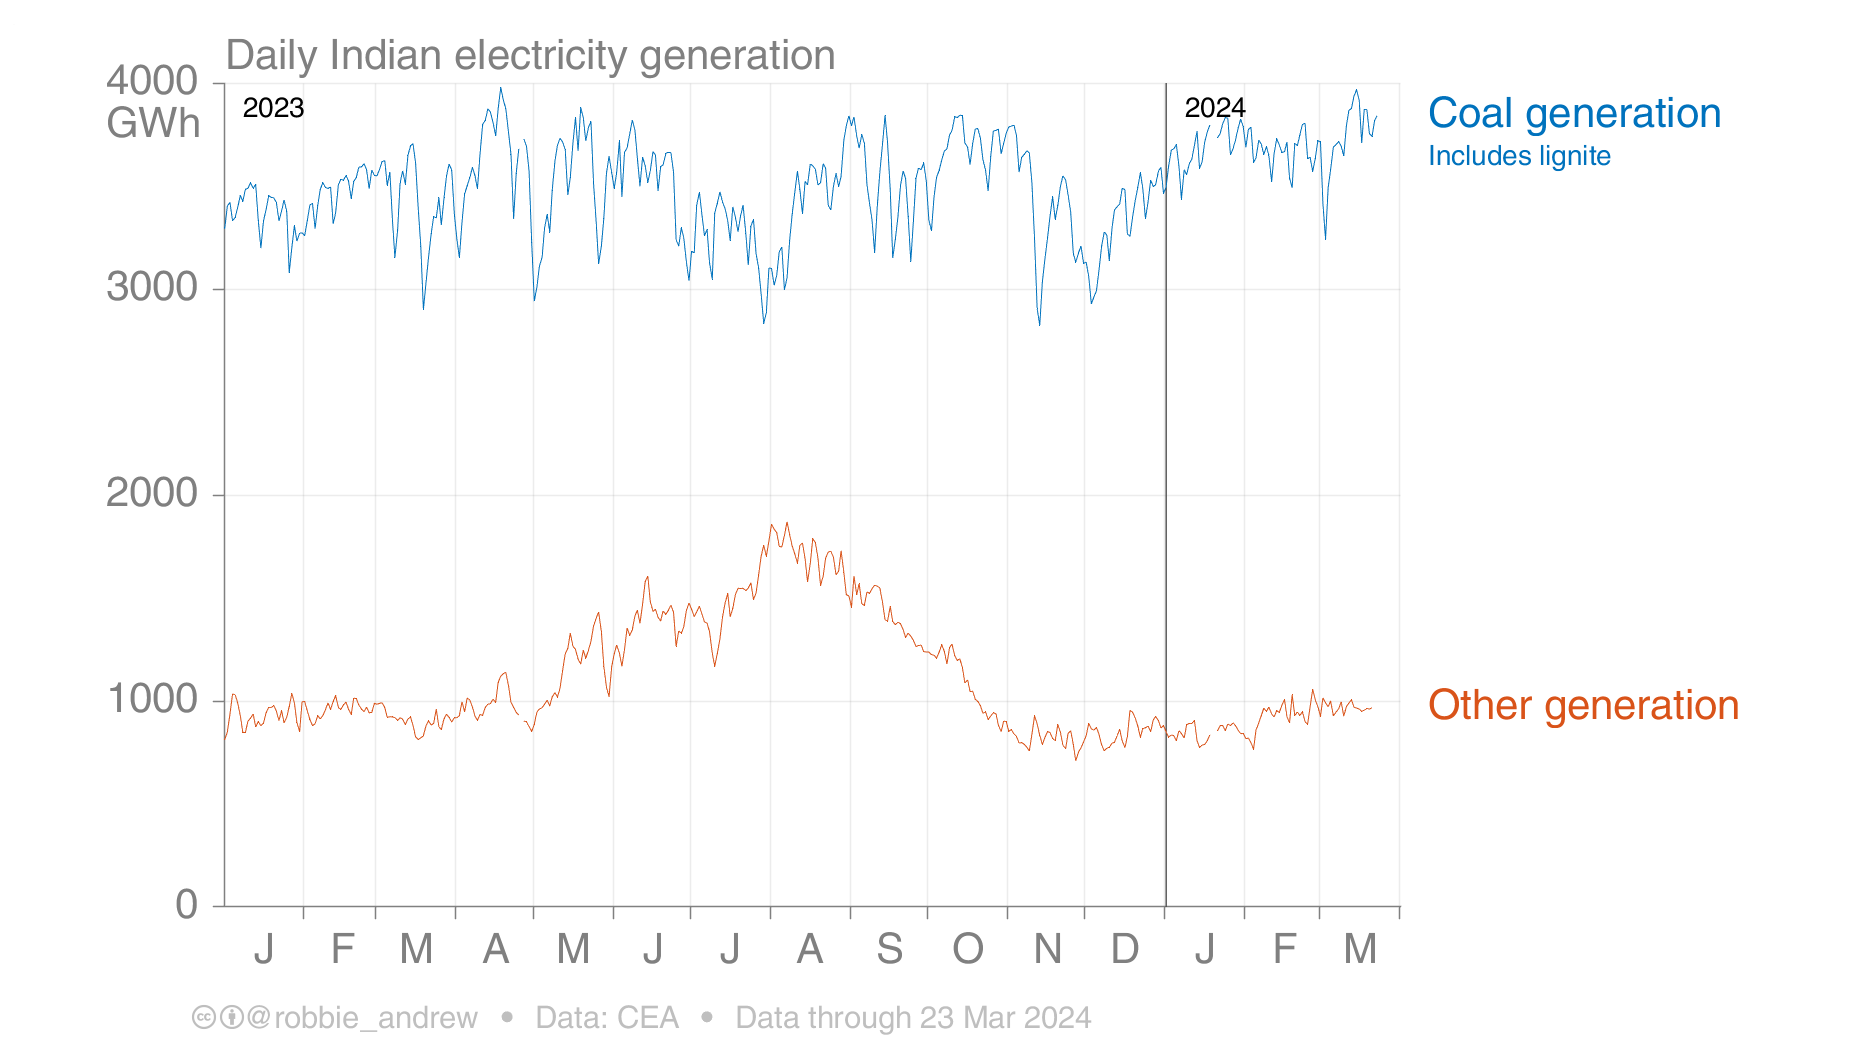 Daily Indian electricity generation
4000
GWh
2023
2024
Coal generation
Includes lignite
3000
2000
1000
Other generation
0
J F M A M J J A S O N D J F M
@robbie_andrew • Data: CEA • Data through 23 Mar 2024